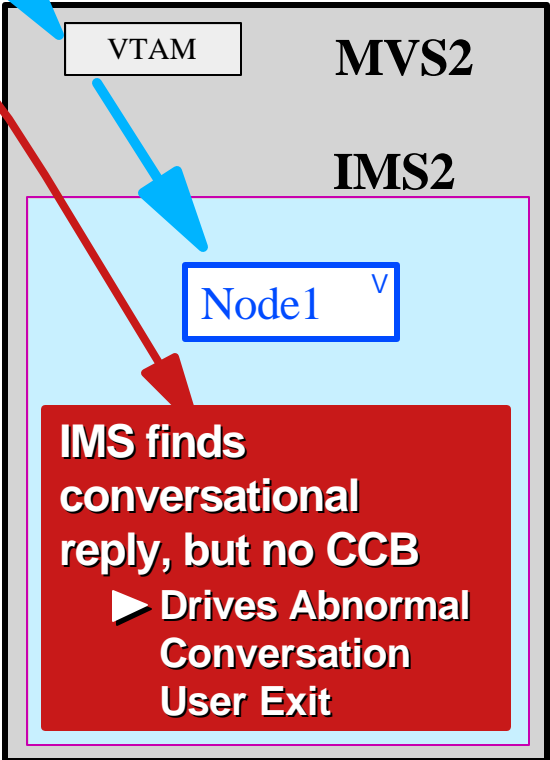 VTAM
MVS2
IMS2
Node1
V
IMS finds
conversational
reply, but no CCB
Drives Abnormal
Conversation
User Exit